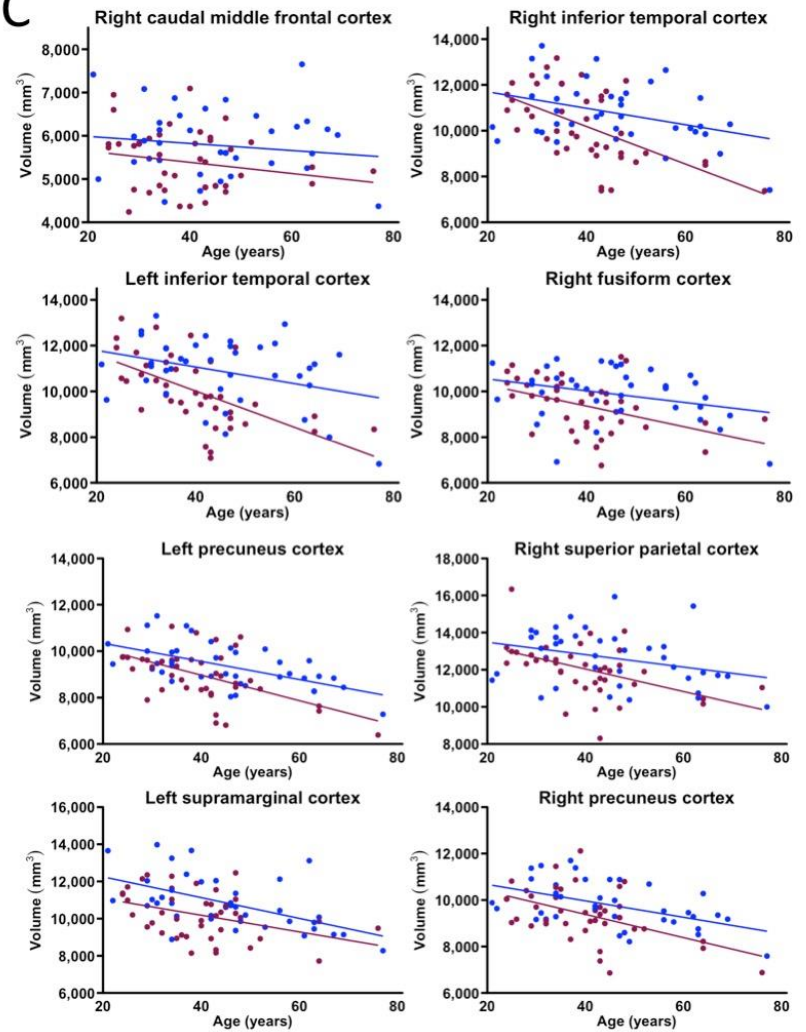 C
Right caudal middle frontal cortex
8,000
7,000
6,000
5,000
4,000
Volume (mm³)
20 40 60 80
Age (years)
Right inferior temporal cortex
14,000
12,000
10,000
8,000
6,000
Volume (mm³)
20 40 60 80
Age (years)
Left inferior temporal cortex
14,000
12,000
10,000
8,000
6,000
Volume (mm³)
20 40 60 80
Age (years)
Right fusiform cortex
14,000
12,000
10,000
8,000
6,000
Volume (mm³)
20 40 60 80
Age (years)
Left precuneus cortex
14,000
12,000
10,000
8,000
6,000
Volume (mm³)
20 40 60 80
Age (years)
Right superior parietal cortex
18,000
16,000
14,000
12,000
10,000
8,000
Volume (mm³)
20 40 60 80
Age (years)
Left supramarginal cortex
16,000
14,000
12,000
10,000
8,000
6,000
Volume (mm³)
20 40 60 80
Age (years)
Right precuneus cortex
14,000
12,000
10,000
8,000
6,000
Volume (mm³)
20 40 60 80
Age (years)